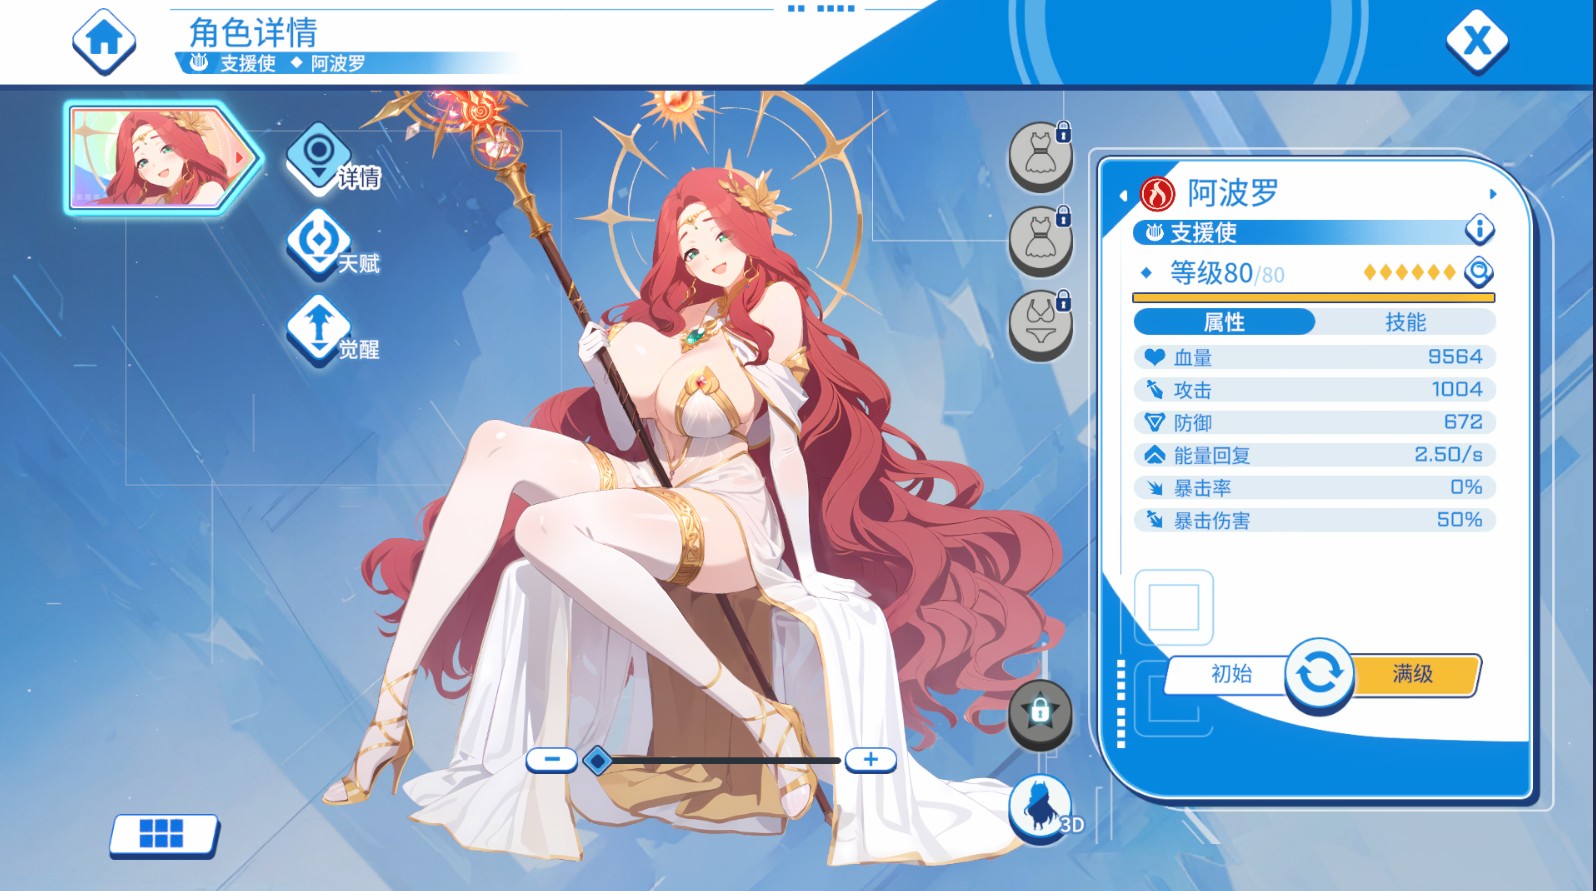 角色详情
支援使 ◆ 阿波罗
详情
天赋
觉醒
阿波罗
支援使
等级80/80
属性 技能
血量 9564
攻击 1004
防御 672
能量回复 2.50/s
暴击率 0%
暴击伤害 50%
初始 满级
3D